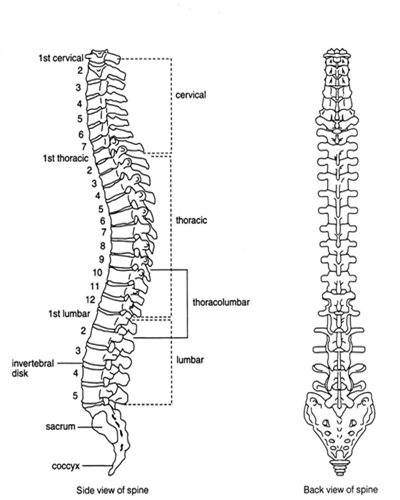 1st cervical
2
3
4
5
6
7
cervical
1st thoracic
2
3
4
5
6
7
8
9
10
11
12
thoracic
thoracolumbar
1st lumbar
2
3
4
5
lumbar
invertebral
disk
sacrum
coccyx
Side view of spine
Back view of spine